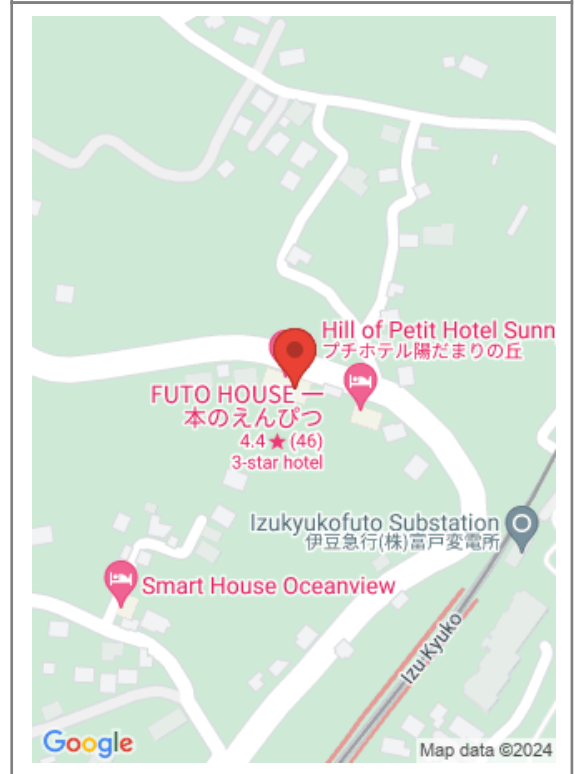 Hill of Petit Hotel Sunn
プチホテル陽だまりの丘
FUTO HOUSE 一
本のえんぴつ
4.4★(46)
3-star hotel
Izukyukofuto Substation
伊豆急行(株)富戸変電所
Smart House Oceanview
Izu Kyuko
Google
Map data ©2024